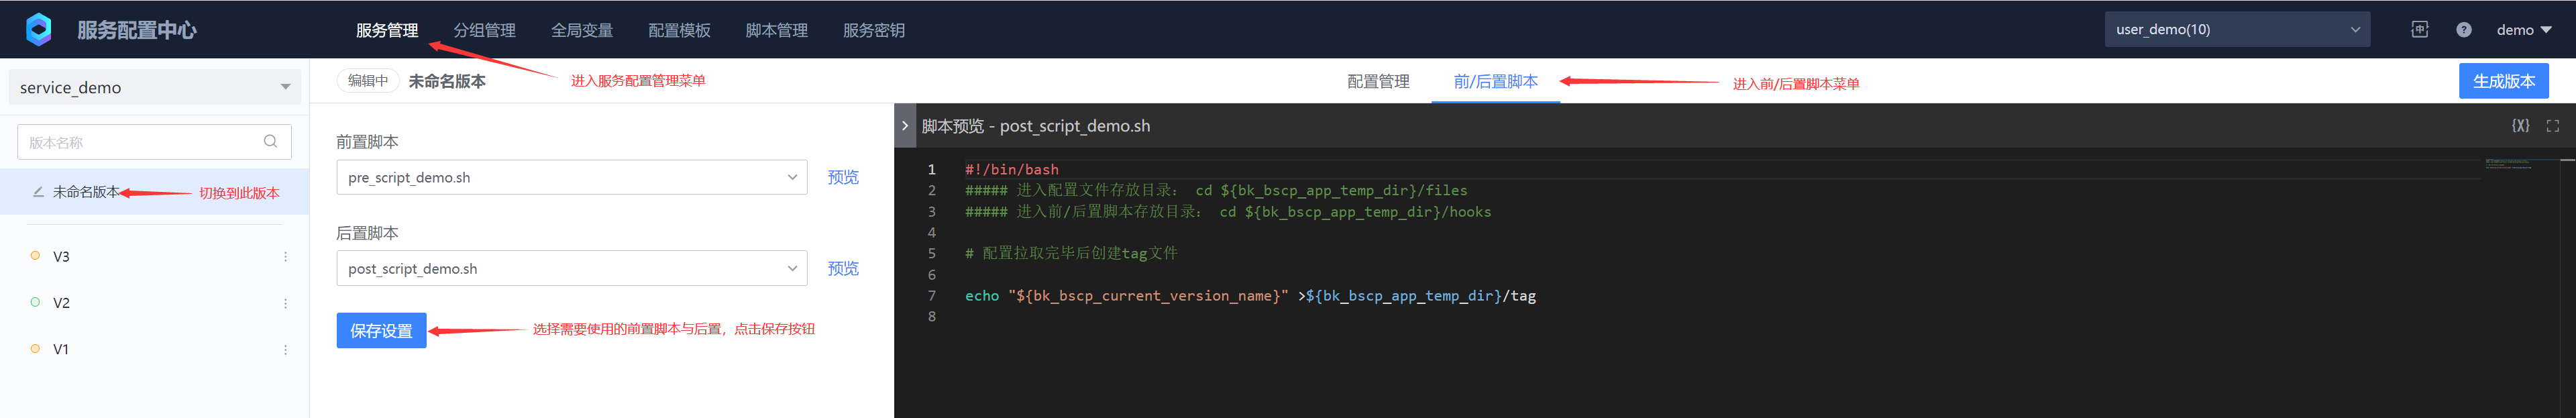 服务配置中心
服务管理 分组管理 全局变量 配置模板 脚本管理 服务密钥
user_demo(10)
demo
service_demo
编辑中 未命名版本
进入服务配置管理菜单
配置管理 前/后置脚本
进入前/后置脚本菜单
生成版本
版本名称
未命名版本
切换到此版本
V3
V2
V1
前置脚本
pre_script_demo.sh
预览
后置脚本
post_script_demo.sh
预览
保存设置
选择需要使用的前置脚本与后置，点击保存按钮
脚本预览 - post_script_demo.sh
{X}
1 #!/bin/bash
2 ##### 进入配置文件存放目录： cd ${bk_bscp_app_temp_dir}/files
3 ##### 进入前/后置脚本存放目录： cd ${bk_bscp_app_temp_dir}/hooks
4
5 # 配置拉取完毕后创建tag文件
6
7 echo "${bk_bscp_current_version_name}" >${bk_bscp_app_temp_dir}/tag
8